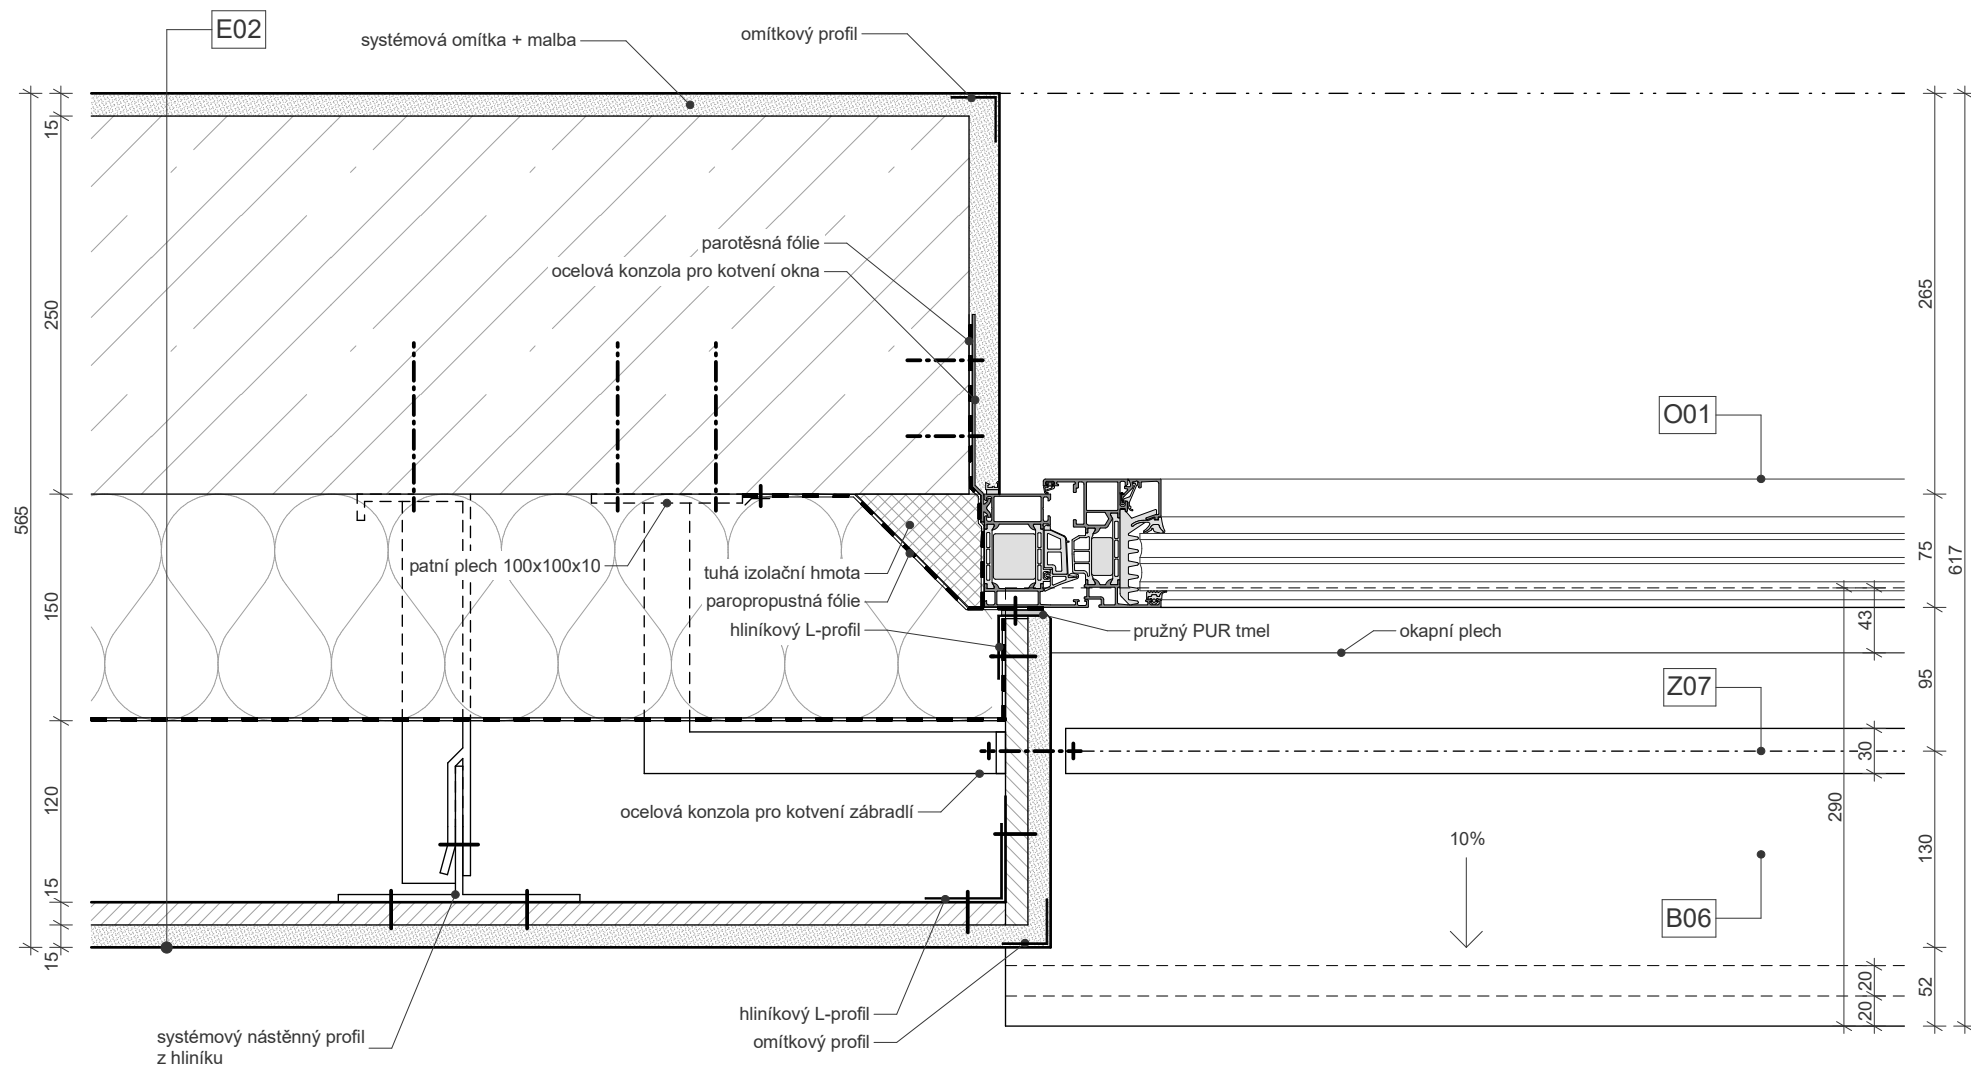 E02
systémová omítka + malba
omítkový profil
15
250
565
150
120
15
15
parotěsná fólie
ocelová konzola pro kotvení okna
O01
265
75
617
43
95
30
290
130
52
20
20
patní plech 100x100x10
tuhá izolační hmota
paropropustná fólie
hliníkový L-profil
pružný PUR tmel
okapní plech
Z07
ocelová konzola pro kotvení zábradlí
10%
B06
hliníkový L-profil
omítkový profil
systémový nástěnný profil
z hliníku